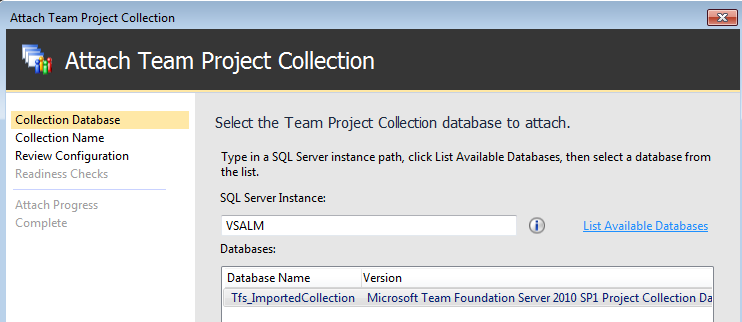 Attach Team Project Collection
Attach Team Project Collection
Collection Database
Collection Name
Review Configuration
Readiness Checks
Attach Progress
Complete
Select the Team Project Collection database to attach.
Type in a SQL Server instance path, click List Available Databases, then select a database from
the list.
SQL Server Instance:
VSALM
List Available Databases
Databases:
Database Name Version
Tfs_ImportedCollection Microsoft Team Foundation Server 2010 SP1 Project Collection Da